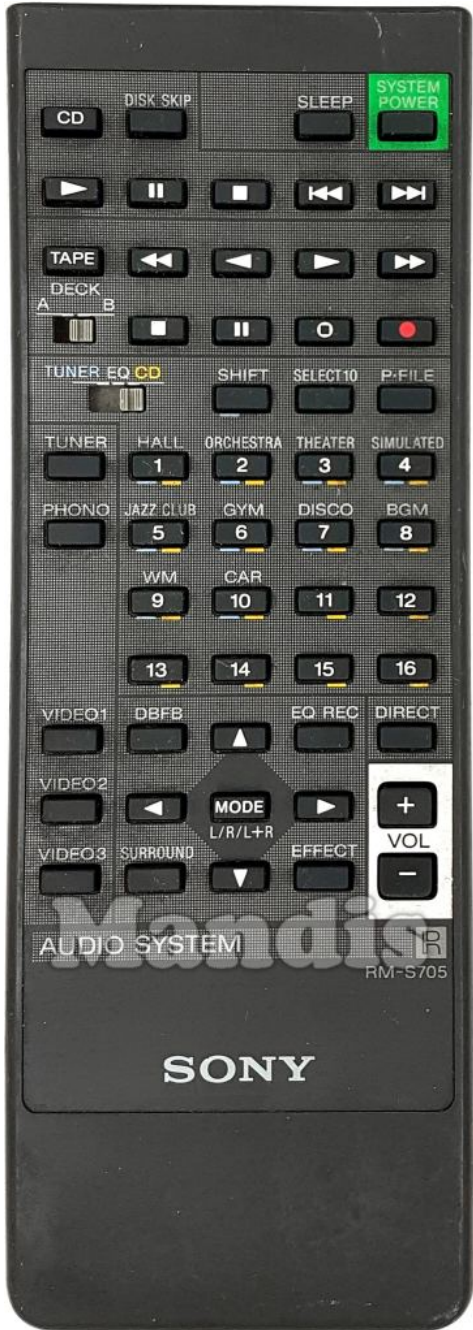 SYSTEM
DISK SKIP SLEEP POWER
CD
TAPE
DECK
A B
TUNER EQ CD SHIFT SELECT10 P•FILE
TUNER HALL ORCHESTRA THEATER SIMULATED
1 2 3 4
PHONO JAZZ CLUB GYM DISCO BGM
5 6 7 8
WM CAR
9 10 11 12
13 14 15 16
VIDEO1 DBFB EQ REC DIRECT
VIDEO2
MODE +
L/R/L+R VOL
VIDEO3 SURROUND EFFECT
−
Mandis
AUDIO SYSTEM R
RM-S705
SONY